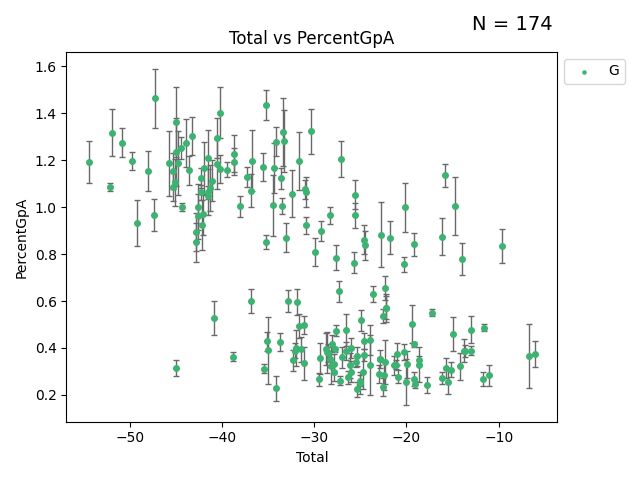 N = 174
Total vs PercentGpA
G
PercentGpA
1.6
1.4
1.2
1.0
0.8
0.6
0.4
0.2
−50 −40 −30 −20 −10
Total